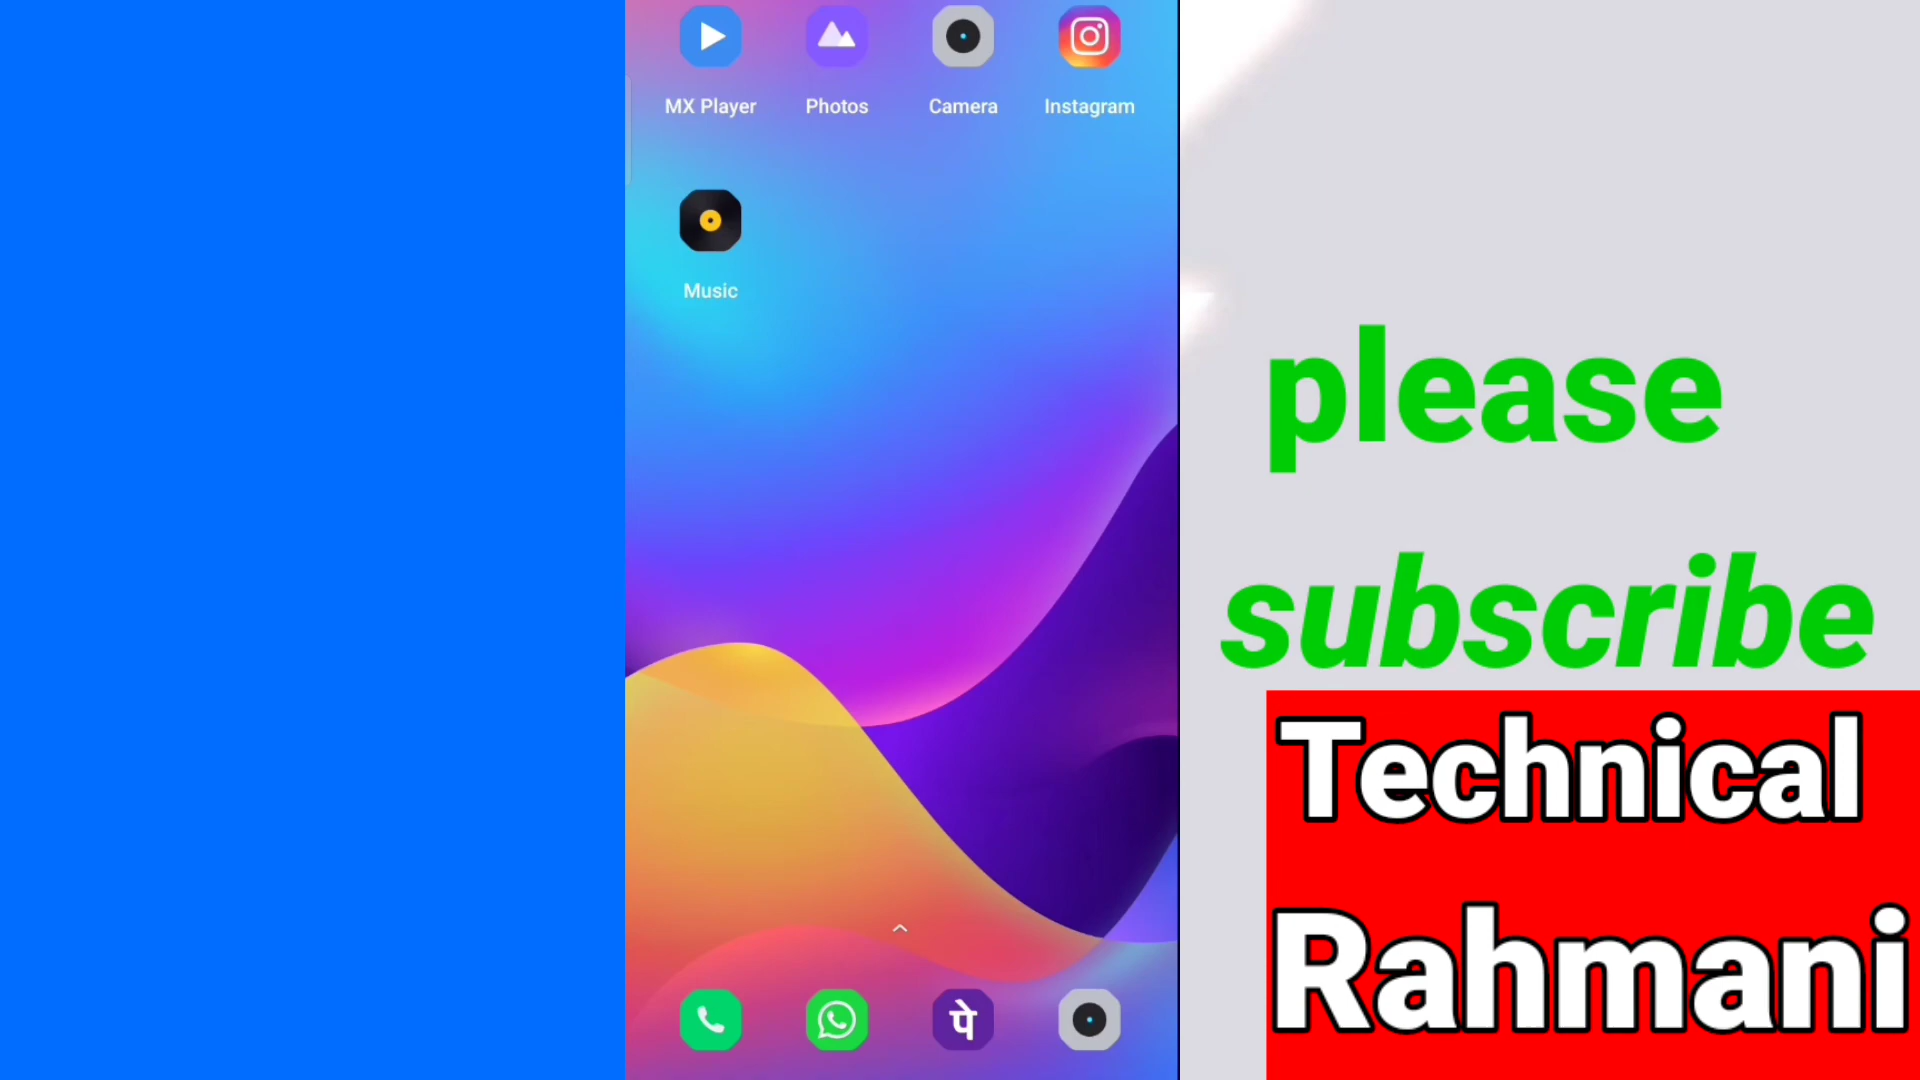 MX Player Photos Camera Instagram
Music
पे
please
subscribe
Technical
Rahmani